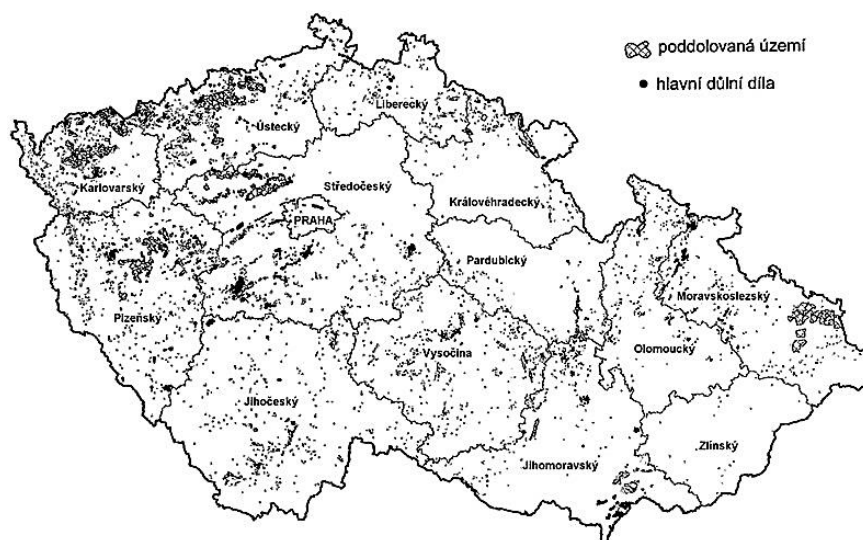 poddolovaná území
hlavní důlní díla
Liberecký
Ústecký
Karlovarský
Středočeský
Královéhradecký
PRAHA
Pardubický
Moravskoslezský
Plzeňský
Vysočina
Olomoucký
Jihočeský
Zlínský
Jihomoravský